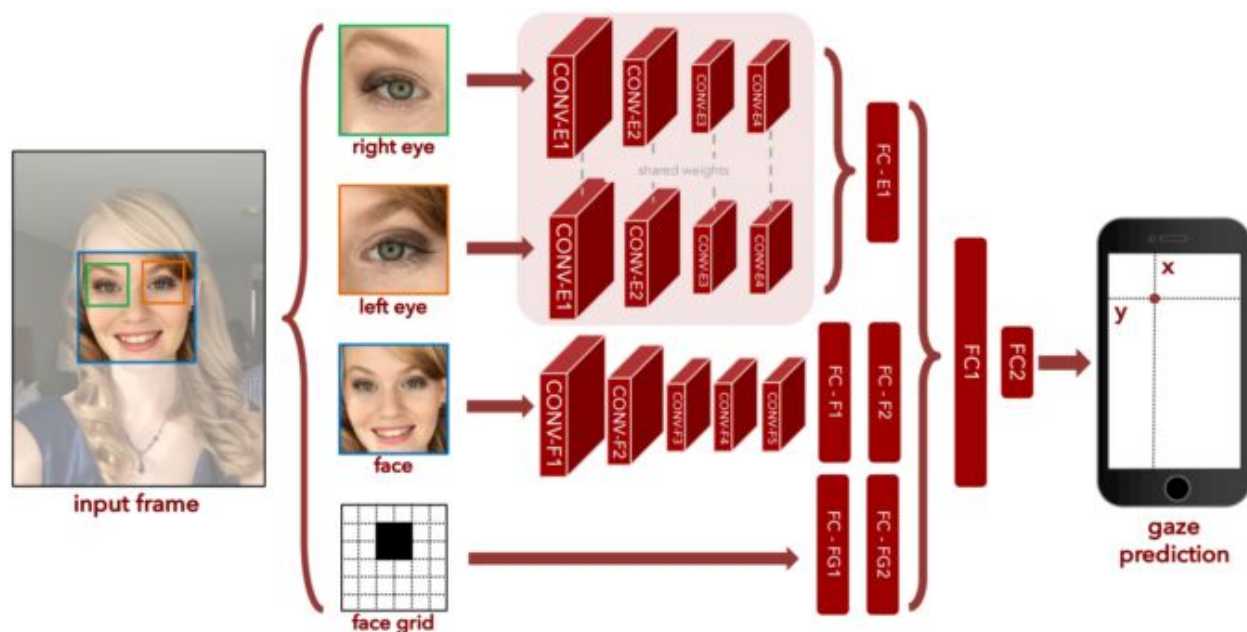 right eye
CONV-E1
CONV-E2
CONV-E3
CONV-E4
shared weights
left eye
CONV-E1
CONV-E2
CONV-E3
CONV-E4
FC - E1
input frame
face
CONV-F1
CONV-F2
CONV-F3
CONV-F4
CONV-F5
FC - F1
FC - F2
face grid
FC - FG1
FC - FG2
FC1
FC2
x
y
gaze
prediction